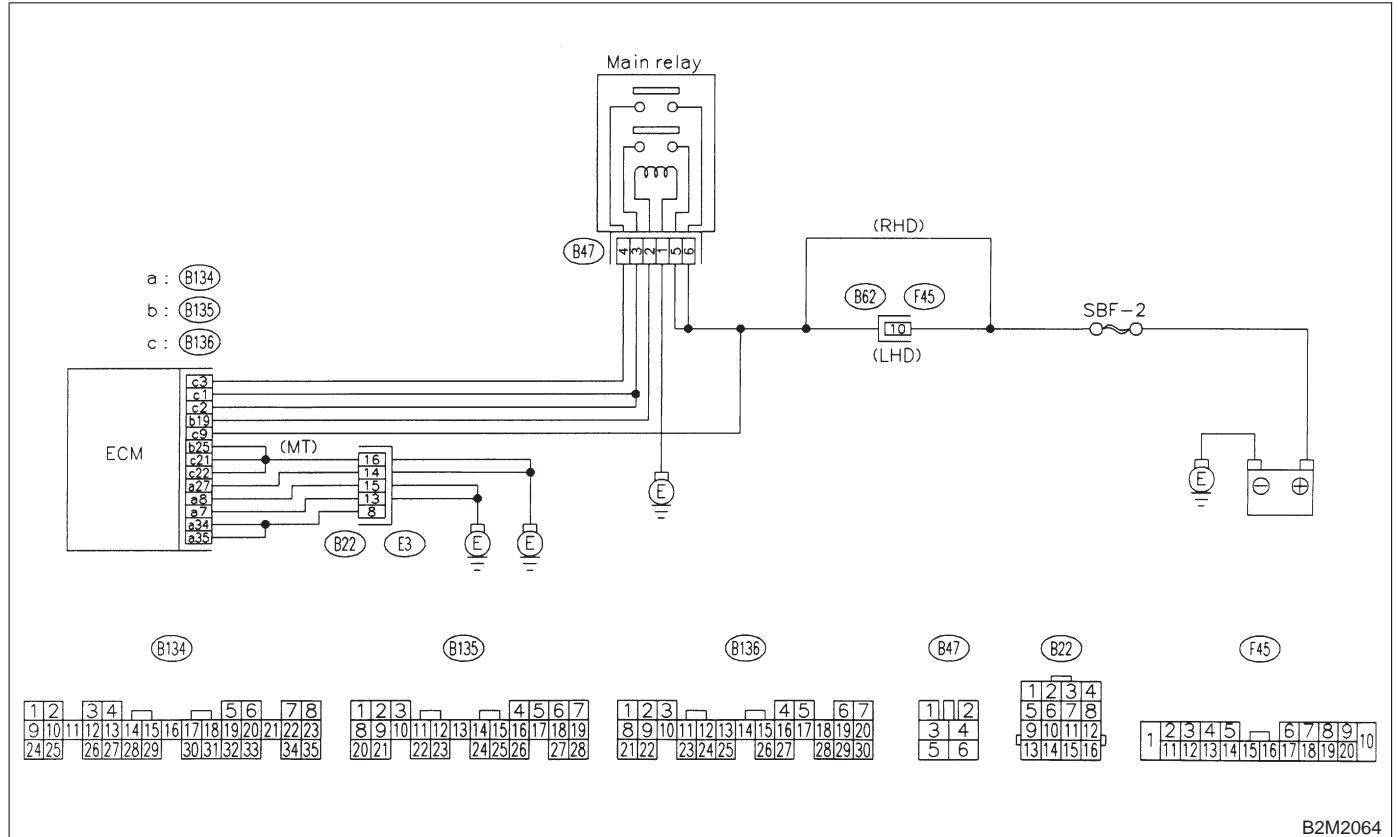 Main relay
B47
4 3 2 1 5 6
(RHD)
B62 F45
10
(LHD)
SBF-2
a : B134
b : B135
c : B136
ECM
c3
c1
c2
b19
c9
b25
c21
c22
a27
a8
a7
a34
a35
(MT)
16
14
15
13
8
B22 E3
E E E E
⊖ ⊕
B134
1 2 3 4 5 6 7 8
9 10 11 12 13 14 15 16 17 18 19 20 21 22 23
24 25 26 27 28 29 30 31 32 33 34 35
B135
1 2 3 4 5 6 7
8 9 10 11 12 13 14 15 16 17 18 19
20 21 22 23 24 25 26 27 28
B136
1 2 3 4 5 6 7
8 9 10 11 12 13 14 15 16 17 18 19 20
21 22 23 24 25 26 27 28 29 30
B47
1 2
3 4
5 6
B22
1 2 3 4
5 6 7 8
9 10 11 12
13 14 15 16
F45
1 2 3 4 5 6 7 8 9 10
11 12 13 14 15 16 17 18 19 20
B2M2064